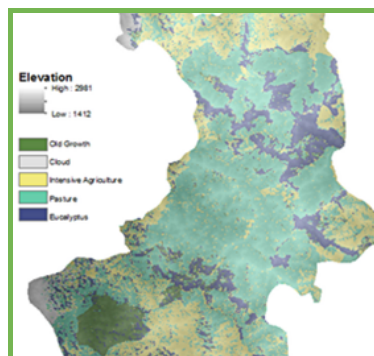 Elevation
High : 2981
Low : 1412
Old Growth
Cloud
Intensive Agriculture
Pasture
Eucalyptus